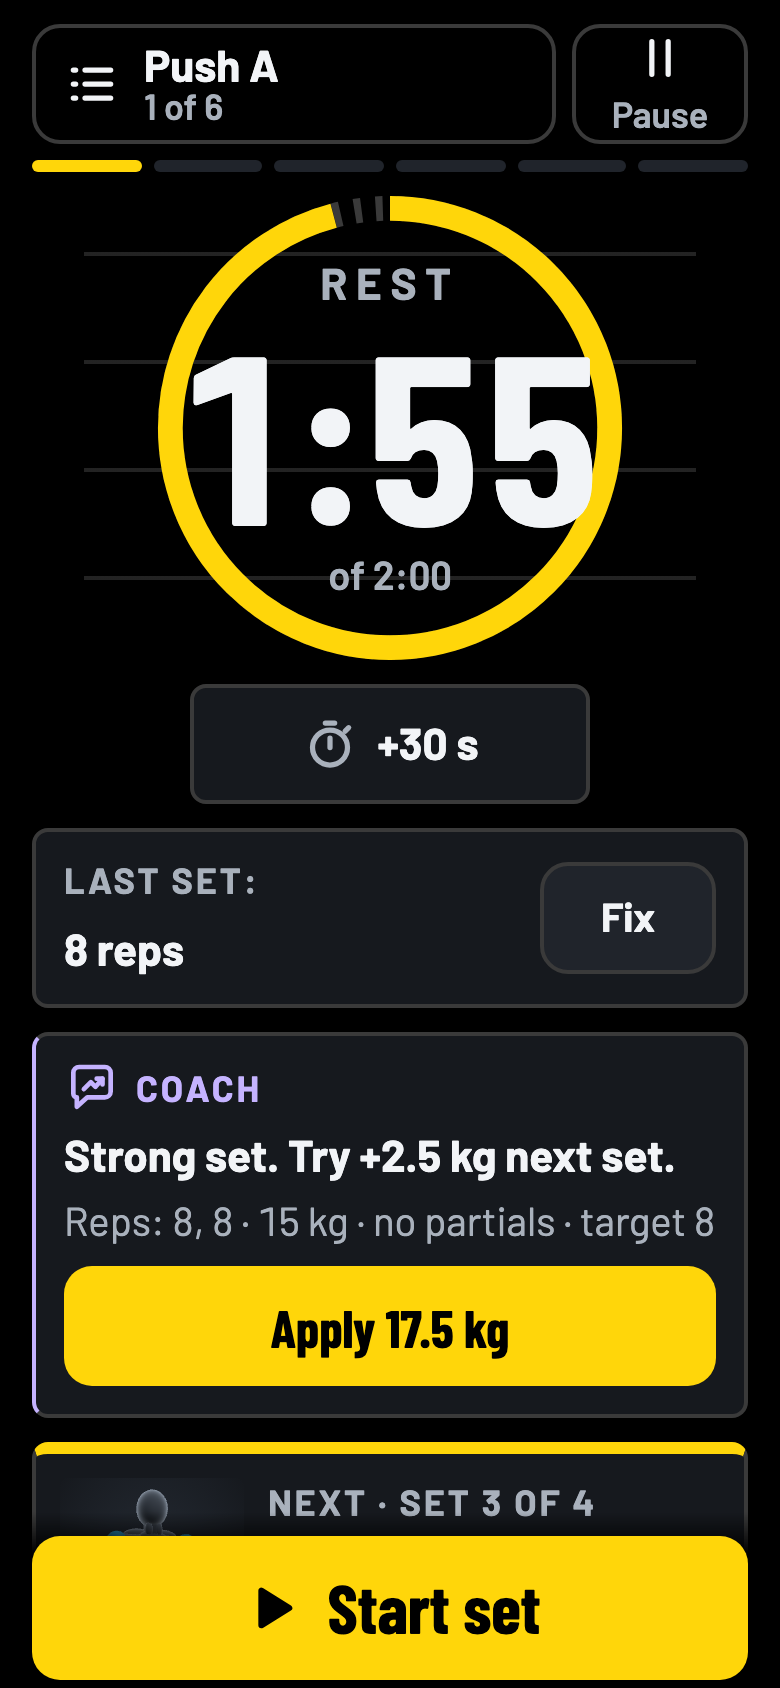 Push A
1 of 6
Pause
REST
1:55
of 2:00
+30 s
LAST SET:
8 reps
Fix
COACH
Strong set. Try +2.5 kg next set.
Reps: 8, 8 · 15 kg · no partials · target 8
Apply 17.5 kg
NEXT · SET 3 OF 4
Start set